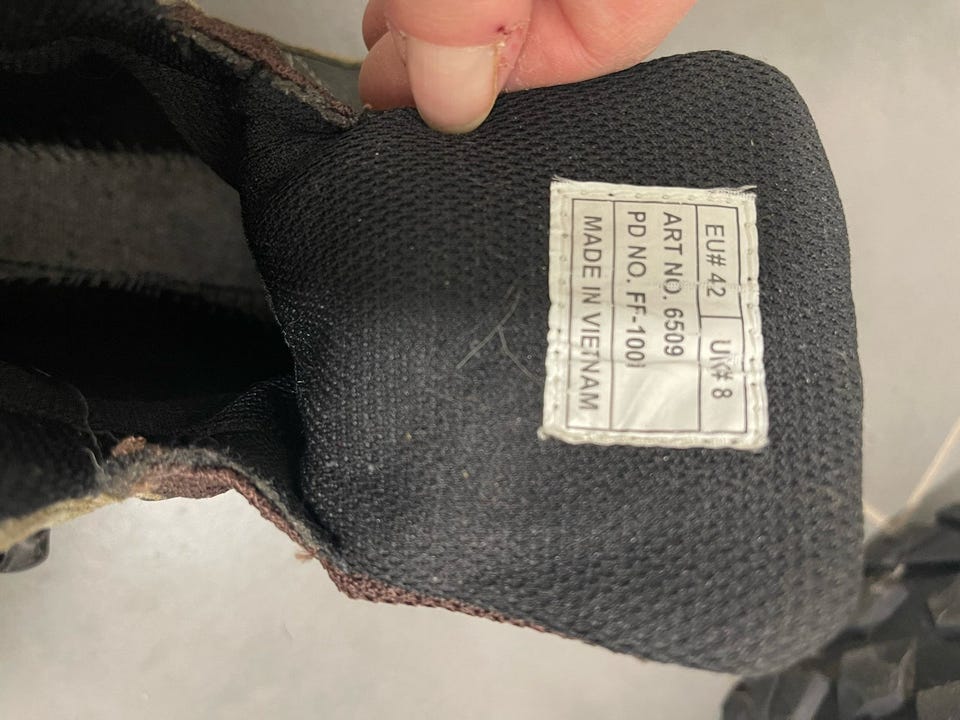 EU# 42 UK# 8
ART NO. 6509
PD NO. FF-1001
MADE IN VIETNAM